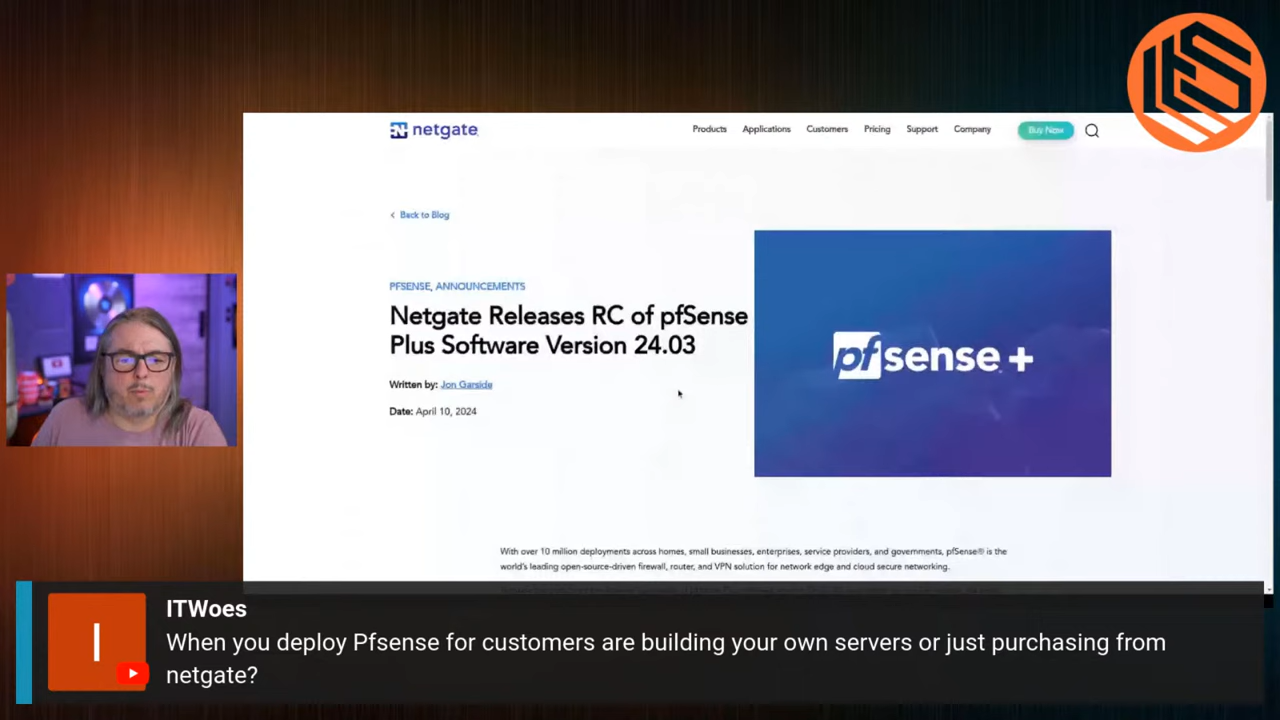 netgate
Products Applications Customers Pricing Support Company Buy Now
< Back to Blog
PFSENSE, ANNOUNCEMENTS
Netgate Releases RC of pfSense
Plus Software Version 24.03
Written by: Jon Garside
Date: April 10, 2024
pfsense +
With over 10 million deployments across homes, small businesses, enterprises, service providers, and governments, pfSense® is the
world's leading open-source-driven firewall, router, and VPN solution for network edge and cloud secure networking.
I
ITWoes
When you deploy Pfsense for customers are building your own servers or just purchasing from
netgate?